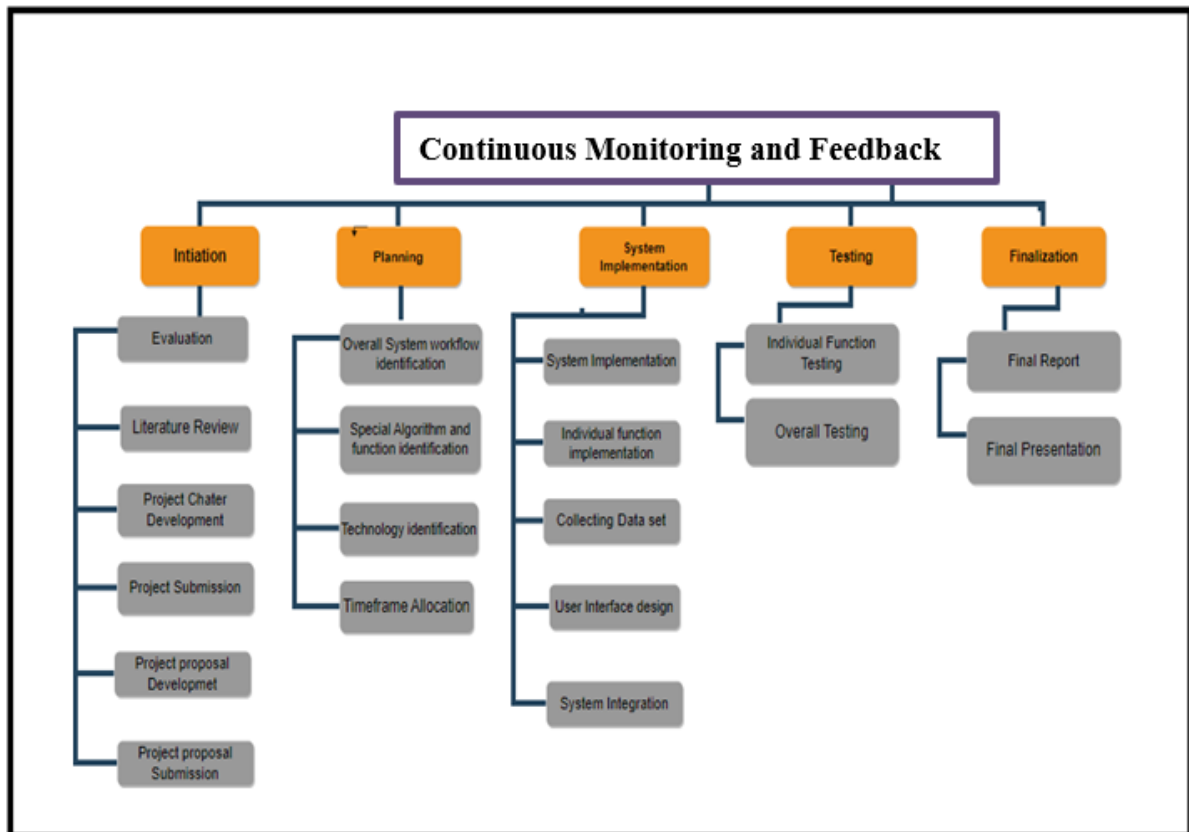 Continuous Monitoring and Feedback
Intiation
Evaluation
Literature Review
Project Chater
Development
Project Submission
Project proposal
Developmet
Project proposal
Submission
Planning
Overall System workflow
identification
Special Algorithm and
function identification
Technology identification
Timeframe Allocation
System
Implementation
System Implementation
Individual function
implementation
Collecting Data set
User Interface design
System Integration
Testing
Individual Function
Testing
Overall Testing
Finalization
Final Report
Final Presentation